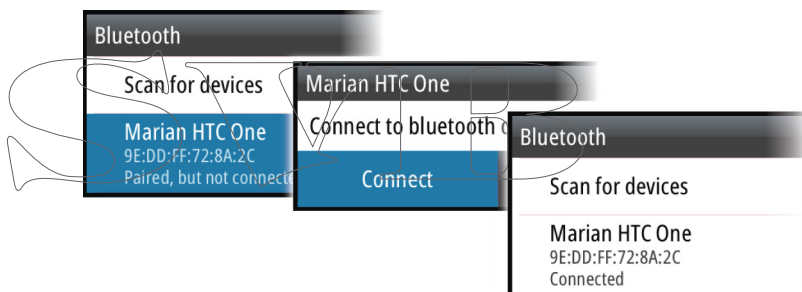 Bluetooth
Scan for devices
Marian HTC One
9E:DD:FF:72:8A:2C
Paired, but not connecte
Marian HTC One
Connect to bluetooth
Connect
Bluetooth
Scan for devices
Marian HTC One
9E:DD:FF:72:8A:2C
Connected